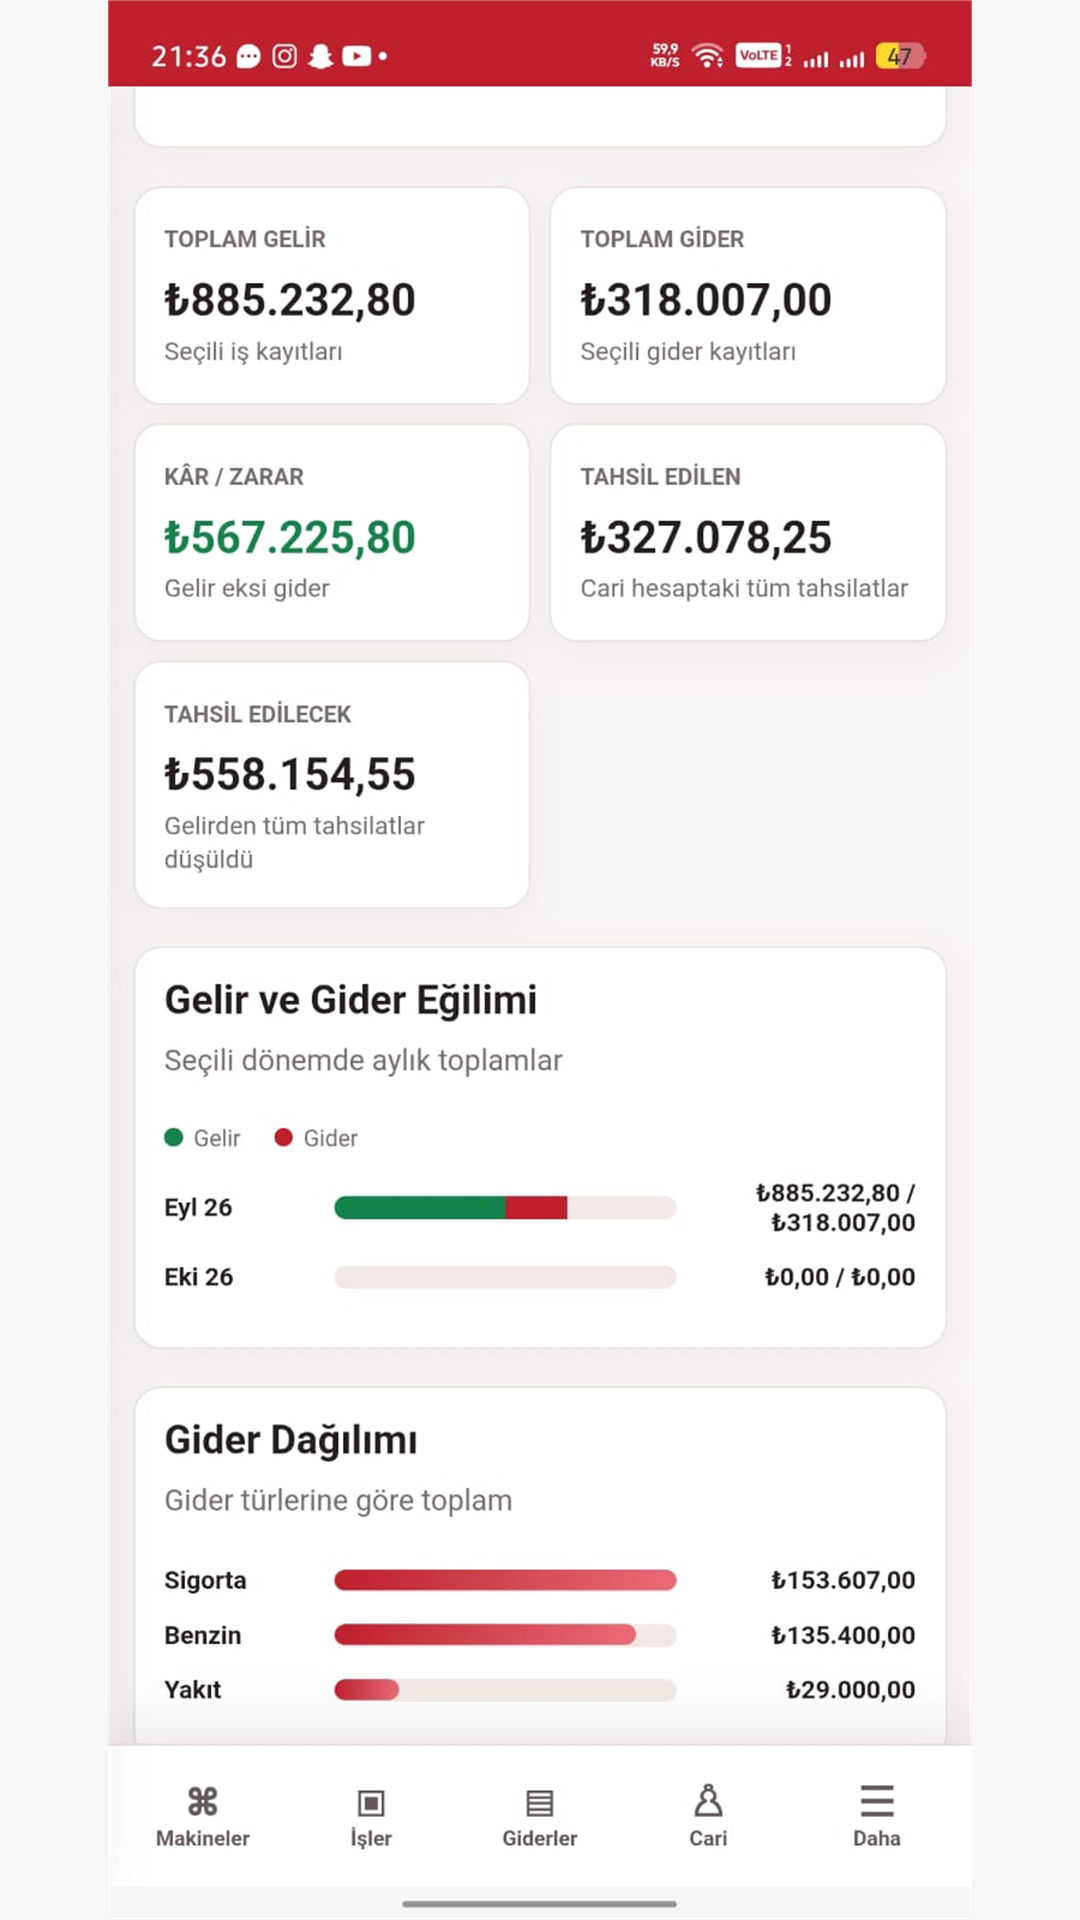 21:36
59,9 KB/S
VoLTE 1 2
47
TOPLAM GELİR
₺885.232,80
Seçili iş kayıtları
TOPLAM GİDER
₺318.007,00
Seçili gider kayıtları
KÂR / ZARAR
₺567.225,80
Gelir eksi gider
TAHSİL EDİLEN
₺327.078,25
Cari hesaptaki tüm tahsilatlar
TAHSİL EDİLECEK
₺558.154,55
Gelirden tüm tahsilatlar
düşüldü
Gelir ve Gider Eğilimi
Seçili dönemde aylık toplamlar
Gelir Gider
Eyl 26 ₺885.232,80 /
₺318.007,00
Eki 26 ₺0,00 / ₺0,00
Gider Dağılımı
Gider türlerine göre toplam
Sigorta ₺153.607,00
Benzin ₺135.400,00
Yakıt ₺29.000,00
Makineler İşler Giderler Cari Daha